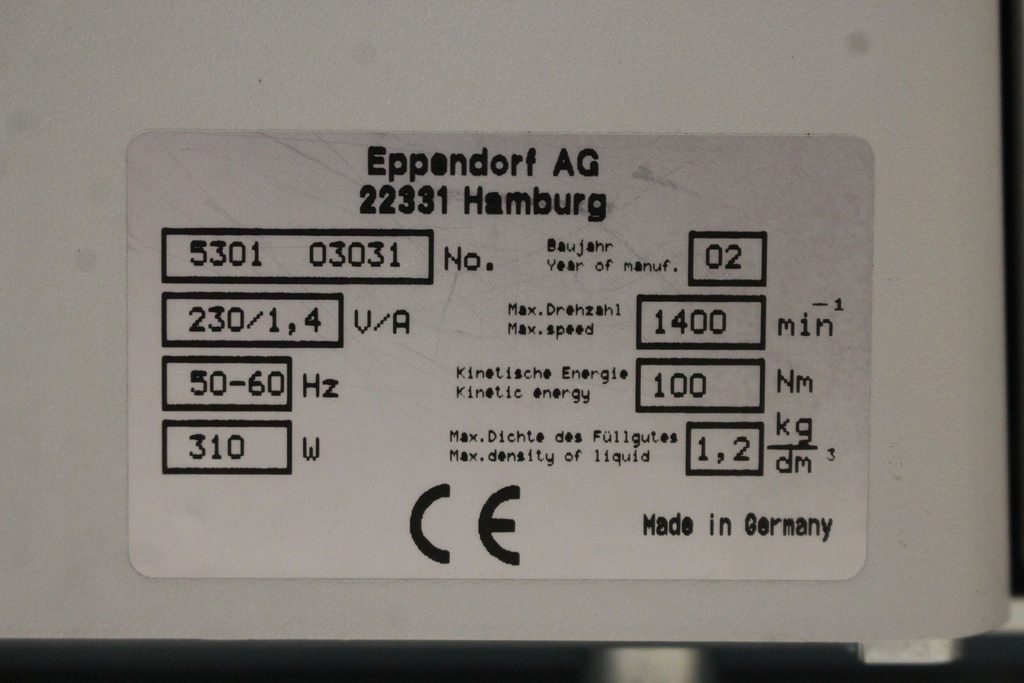 Eppendorf AG
22331 Hamburg
5301 03031 No.
Baujahr
Year of manuf. 02
230/1,4 V/A
Max.Drehzahl
Max.speed 1400 min⁻¹
50-60 Hz
Kinetische Energie
Kinetic energy 100 Nm
310 W
Max.Dichte des Füllgutes
Max.density of liquid 1,2 kg/dm³
CE
Made in Germany